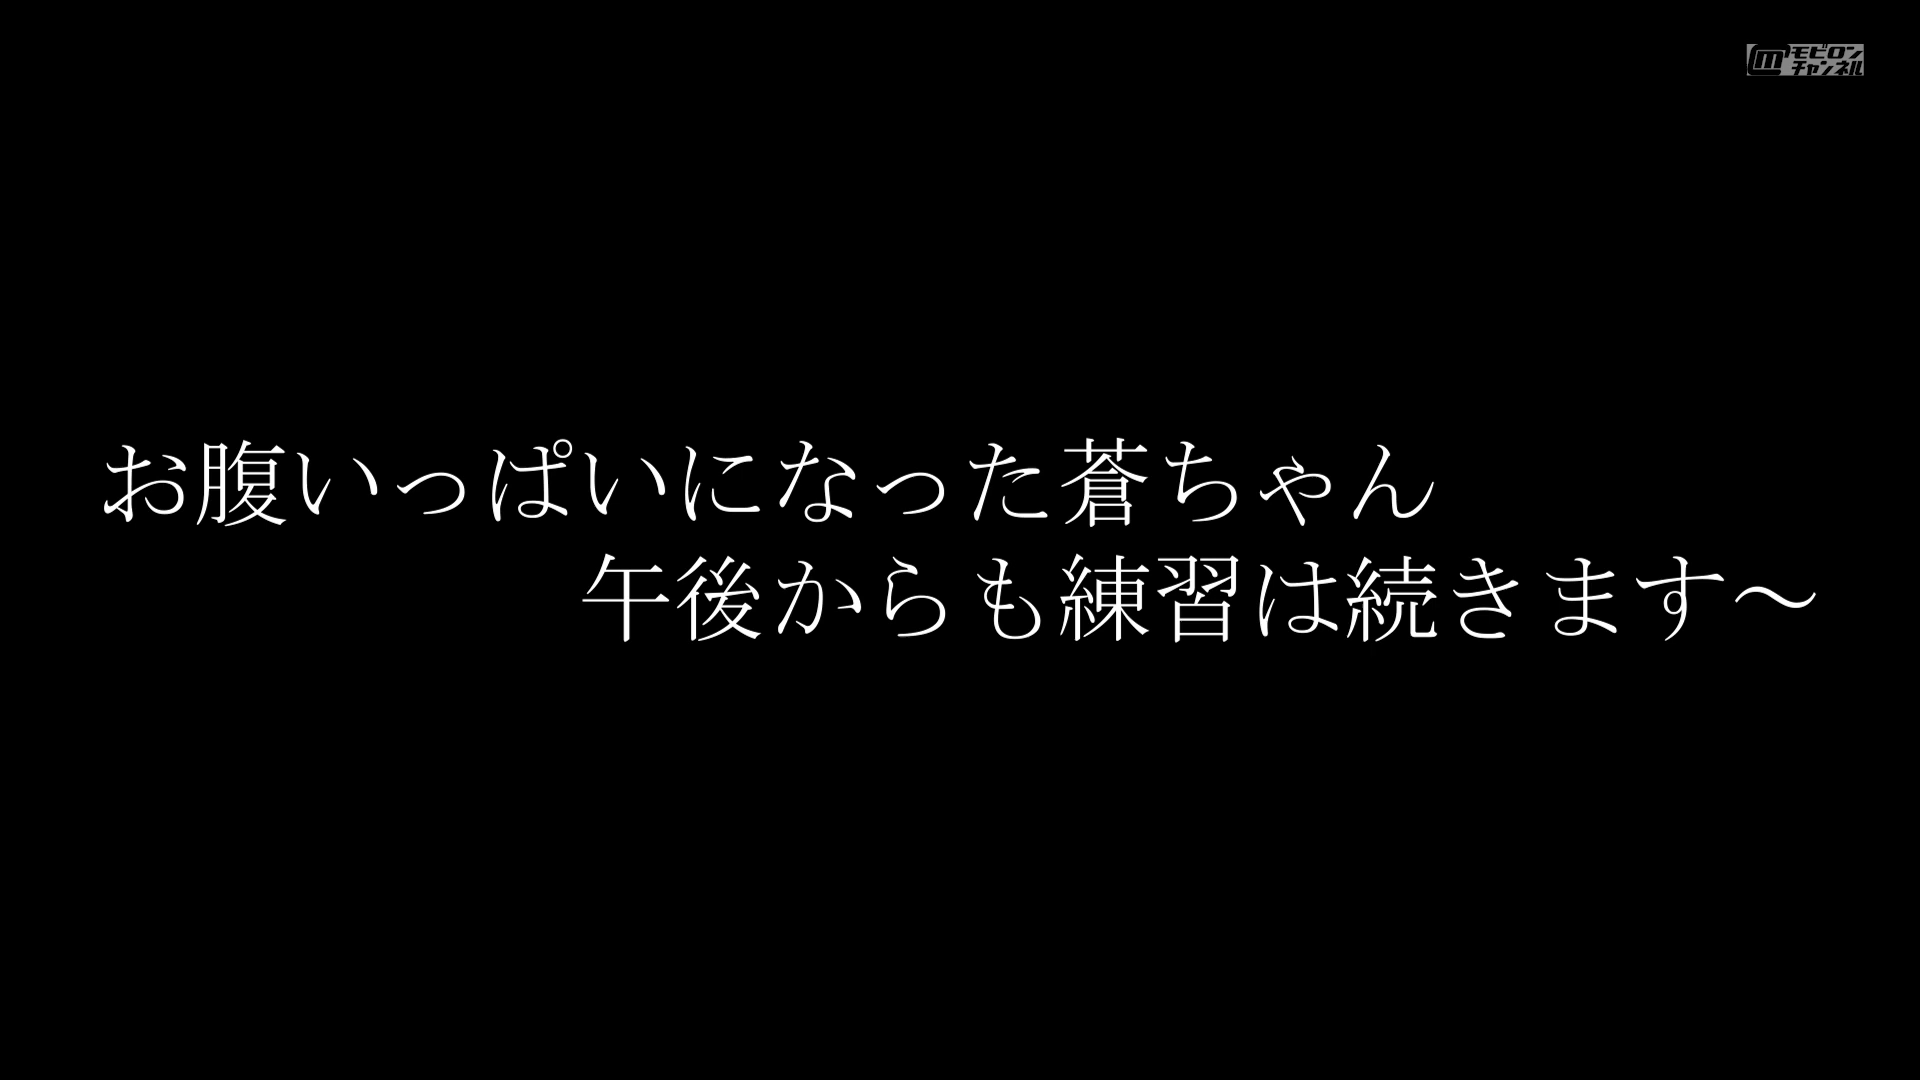 モビロン
チャンネル
お腹いっぱいになった蒼ちゃん
午後からも練習は続きます～